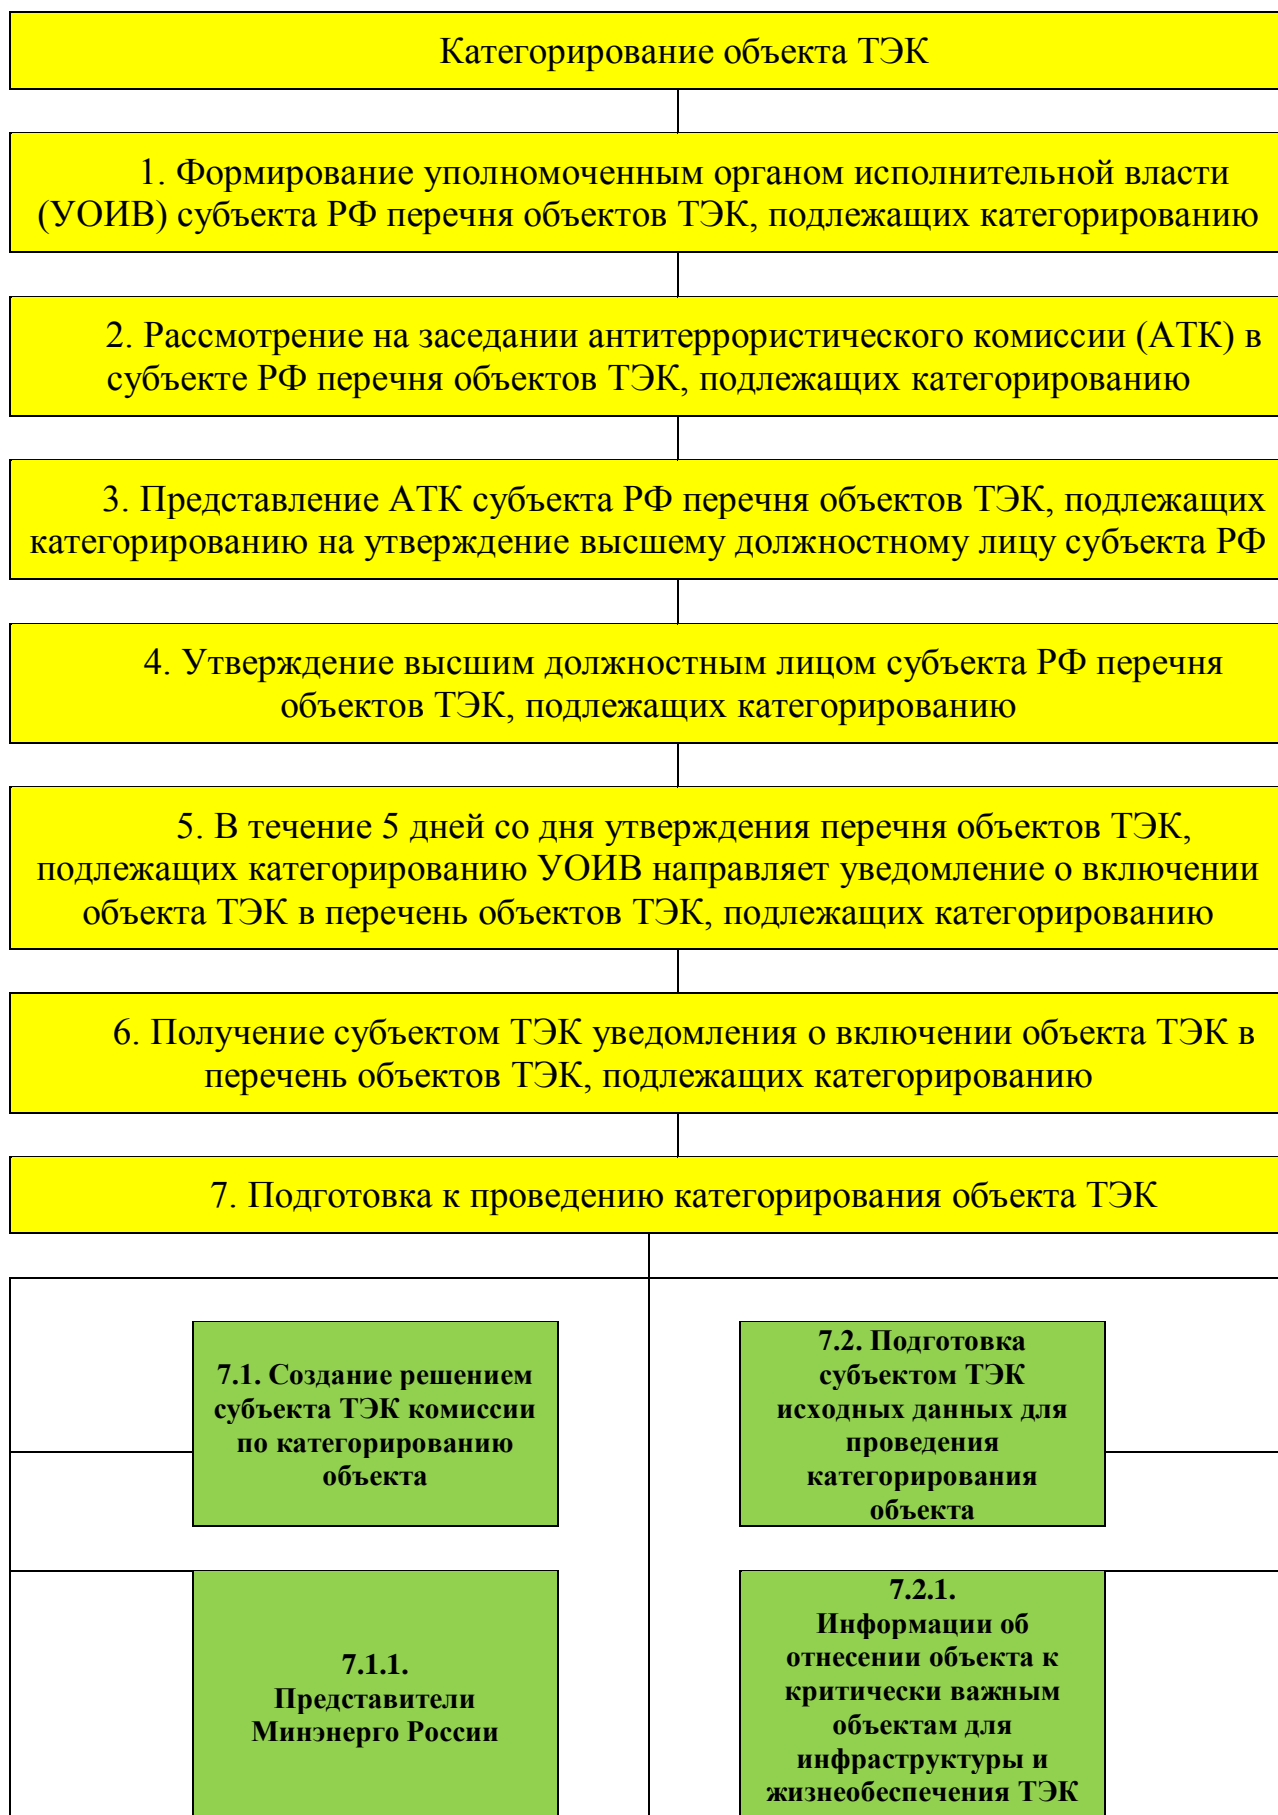 Категорирование объекта ТЭК
1. Формирование уполномоченным органом исполнительной власти
(УОИВ) субъекта РФ перечня объектов ТЭК, подлежащих категорированию
2. Рассмотрение на заседании антитеррористического комиссии (АТК) в
субъекте РФ перечня объектов ТЭК, подлежащих категорированию
3. Представление АТК субъекта РФ перечня объектов ТЭК, подлежащих
категорированию на утверждение высшему должностному лицу субъекта РФ
4. Утверждение высшим должностным лицом субъекта РФ перечня
объектов ТЭК, подлежащих категорированию
5. В течение 5 дней со дня утверждения перечня объектов ТЭК,
подлежащих категорированию УОИВ направляет уведомление о включении
объекта ТЭК в перечень объектов ТЭК, подлежащих категорированию
6. Получение субъектом ТЭК уведомления о включении объекта ТЭК в
перечень объектов ТЭК, подлежащих категорированию
7. Подготовка к проведению категорирования объекта ТЭК
7.1. Создание решением
субъекта ТЭК комиссии
по категорированию
объекта
7.2. Подготовка
субъектом ТЭК
исходных данных для
проведения
категорирования
объекта
7.1.1.
Представители
Минэнерго России
7.2.1.
Информации об
отнесении объекта к
критически важным
объектам для
инфраструктуры и
жизнеобеспечения ТЭК